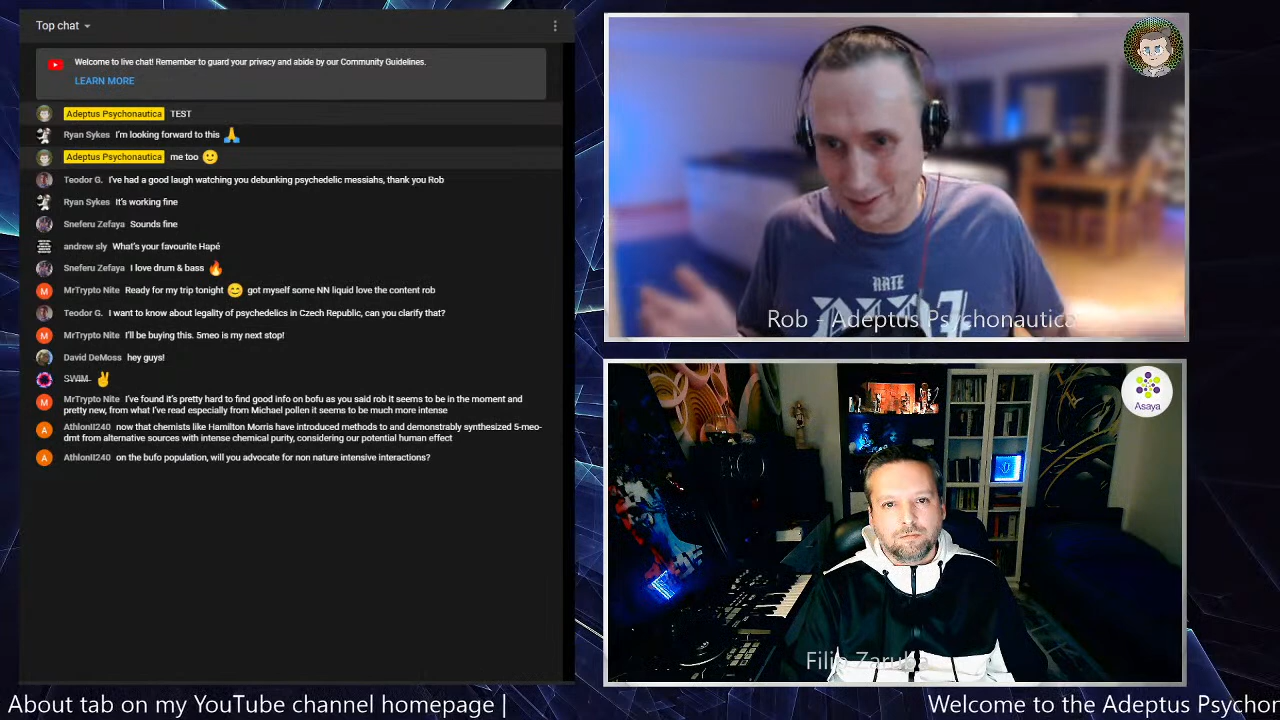 Top chat
Welcome to live chat! Remember to guard your privacy and abide by our Community Guidelines.
LEARN MORE
Adeptus Psychonautica TEST
Ryan Sykes I'm looking forward to this 🙏
Adeptus Psychonautica me too 🙂
Teodor G. I've had a good laugh watching you debunking psychedelic messiahs, thank you Rob
Ryan Sykes It's working fine
Sneferu Zefaya Sounds fine
andrew sly What's your favourite Hapé
Sneferu Zefaya I love drum & bass 🔥
MrTrypto Nite Ready for my trip tonight 😊 got myself some NN liquid love the content rob
Teodor G. I want to know about legality of psychedelics in Czech Republic, can you clarify that?
MrTrypto Nite I'll be buying this. 5meo is my next stop!
David DeMoss hey guys!
SWIM ✌
MrTrypto Nite I've found it's pretty hard to find good info on bofu as you said rob it seems to be in the moment and
pretty new, from what I've read especially from Michael pollen it seems to be much more intense
AthlonII240 now that chemists like Hamilton Morris have introduced methods to and demonstrably synthesized 5-meo-
dmt from alternative sources with intense chemical purity, considering our potential human effect
AthlonII240 on the bufo population, will you advocate for non nature intensive interactions?
Rob - Adeptus Psychonautica
Asaya
Filip Zaruba
About tab on my YouTube channel homepage |
Welcome to the Adeptus Psychon